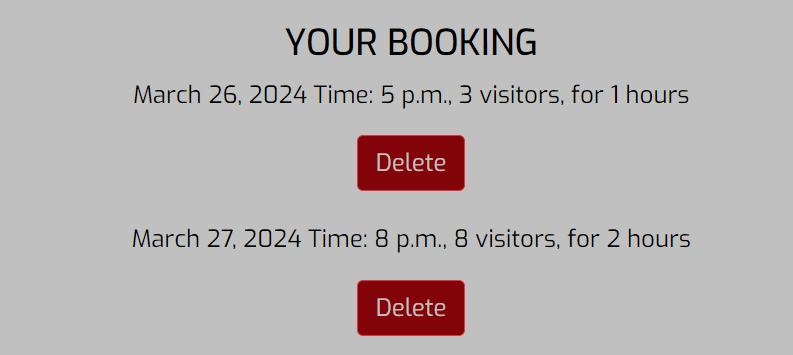 YOUR BOOKING
March 26, 2024 Time: 5 p.m., 3 visitors, for 1 hours
Delete
March 27, 2024 Time: 8 p.m., 8 visitors, for 2 hours
Delete